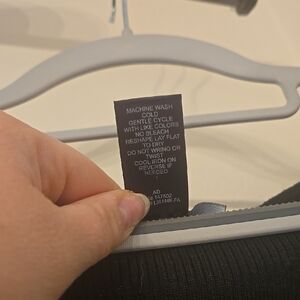 MACHINE WASH
COLD
GENTLE CYCLE
WITH LIKE COLORS
NO BLEACH
RESHAPE LAY FLAT
TO DRY
DO NOT WRING OR
TWIST
COOL IRON ON
REVERSE IF
NEEDED
AD